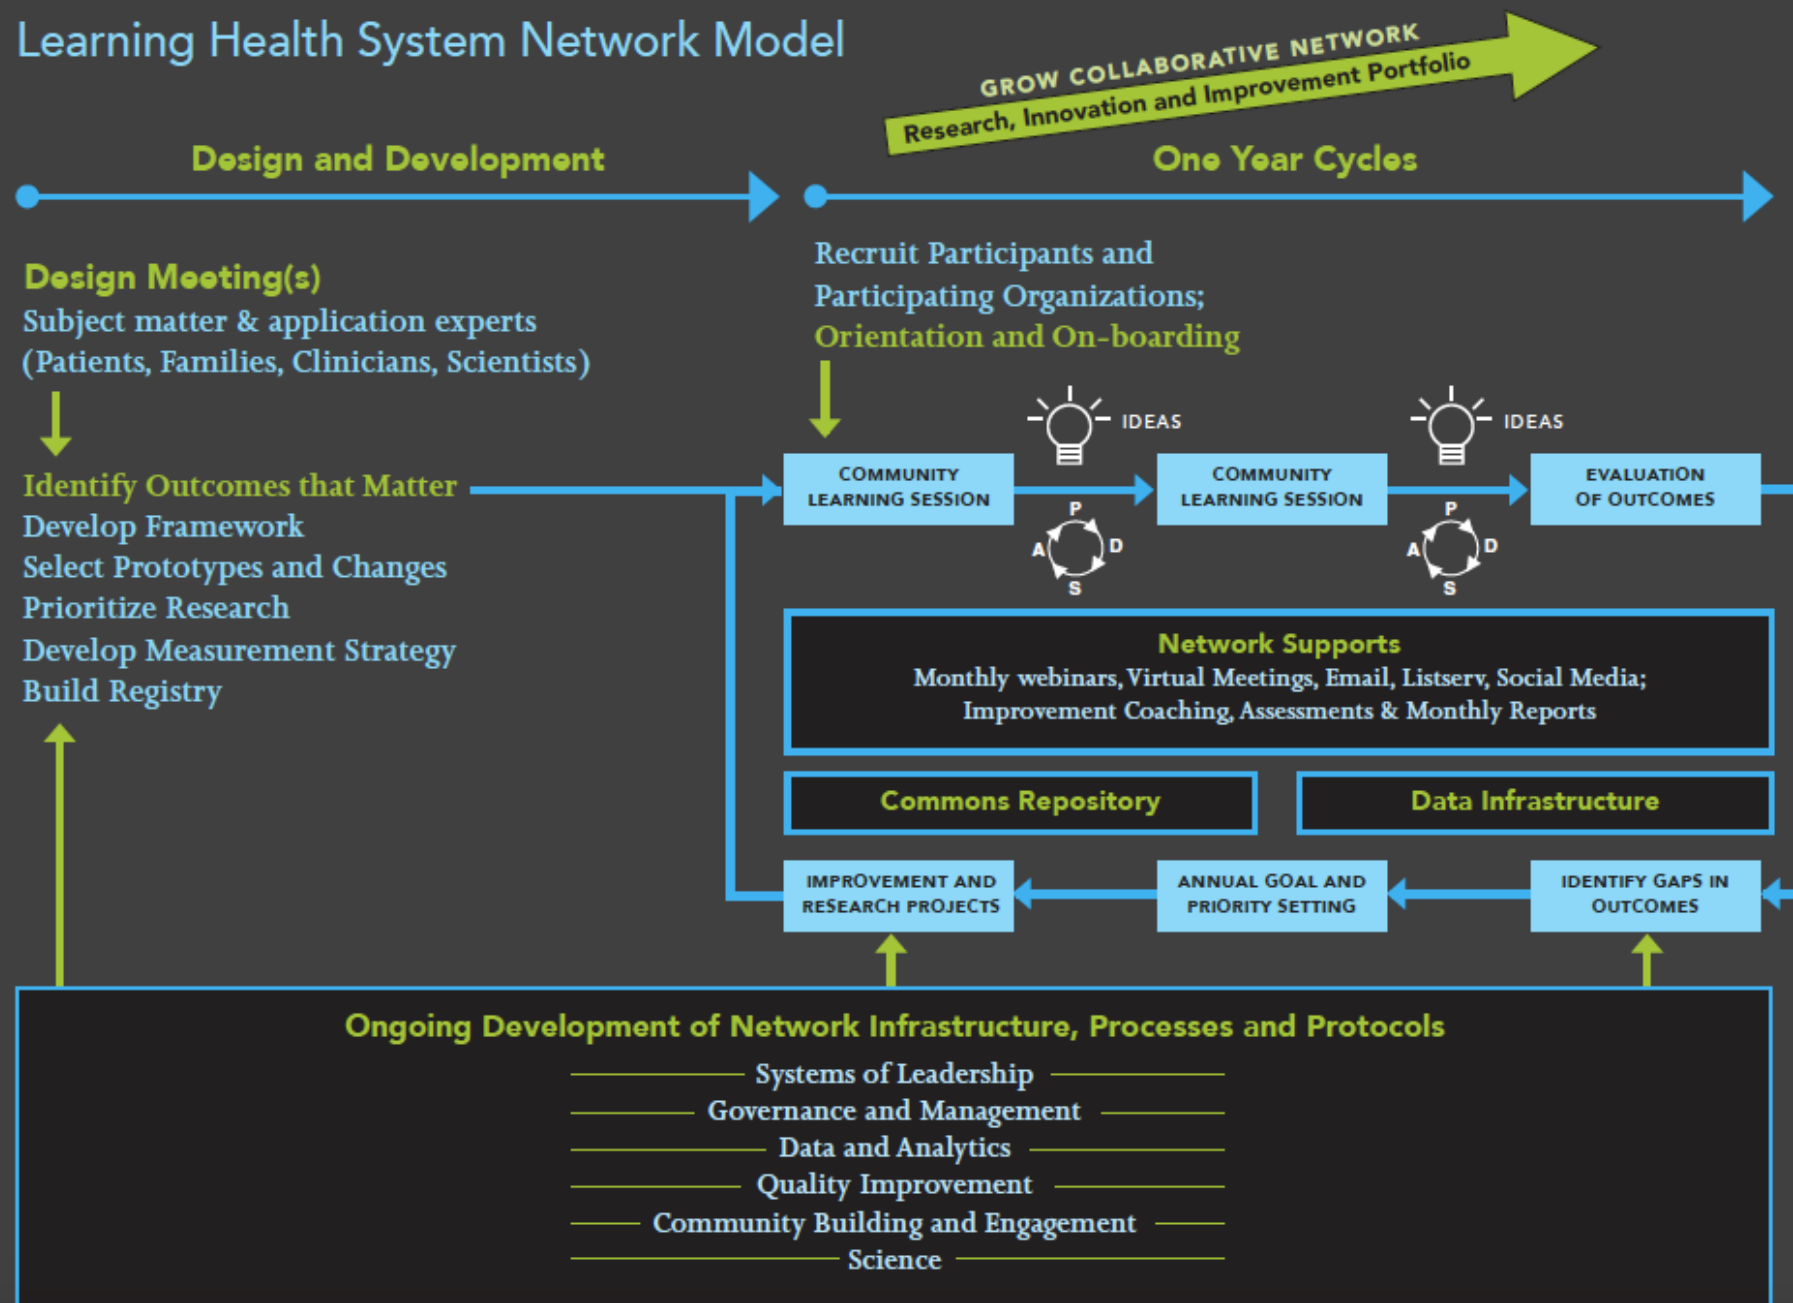 Learning Health System Network Model
GROW COLLABORATIVE NETWORK
Research, Innovation and Improvement Portfolio
Design and Development
One Year Cycles
Design Meeting(s)
Subject matter & application experts
(Patients, Families, Clinicians, Scientists)
Identify Outcomes that Matter
Develop Framework
Select Prototypes and Changes
Prioritize Research
Develop Measurement Strategy
Build Registry
Recruit Participants and
Participating Organizations;
Orientation and On-boarding
IDEAS
IDEAS
COMMUNITY
LEARNING SESSION
COMMUNITY
LEARNING SESSION
EVALUATION
OF OUTCOMES
P
A D
S
P
A D
S
Network Supports
Monthly webinars, Virtual Meetings, Email, Listserv, Social Media;
Improvement Coaching, Assessments & Monthly Reports
Commons Repository
Data Infrastructure
IMPROVEMENT AND
RESEARCH PROJECTS
ANNUAL GOAL AND
PRIORITY SETTING
IDENTIFY GAPS IN
OUTCOMES
Ongoing Development of Network Infrastructure, Processes and Protocols
Systems of Leadership
Governance and Management
Data and Analytics
Quality Improvement
Community Building and Engagement
Science